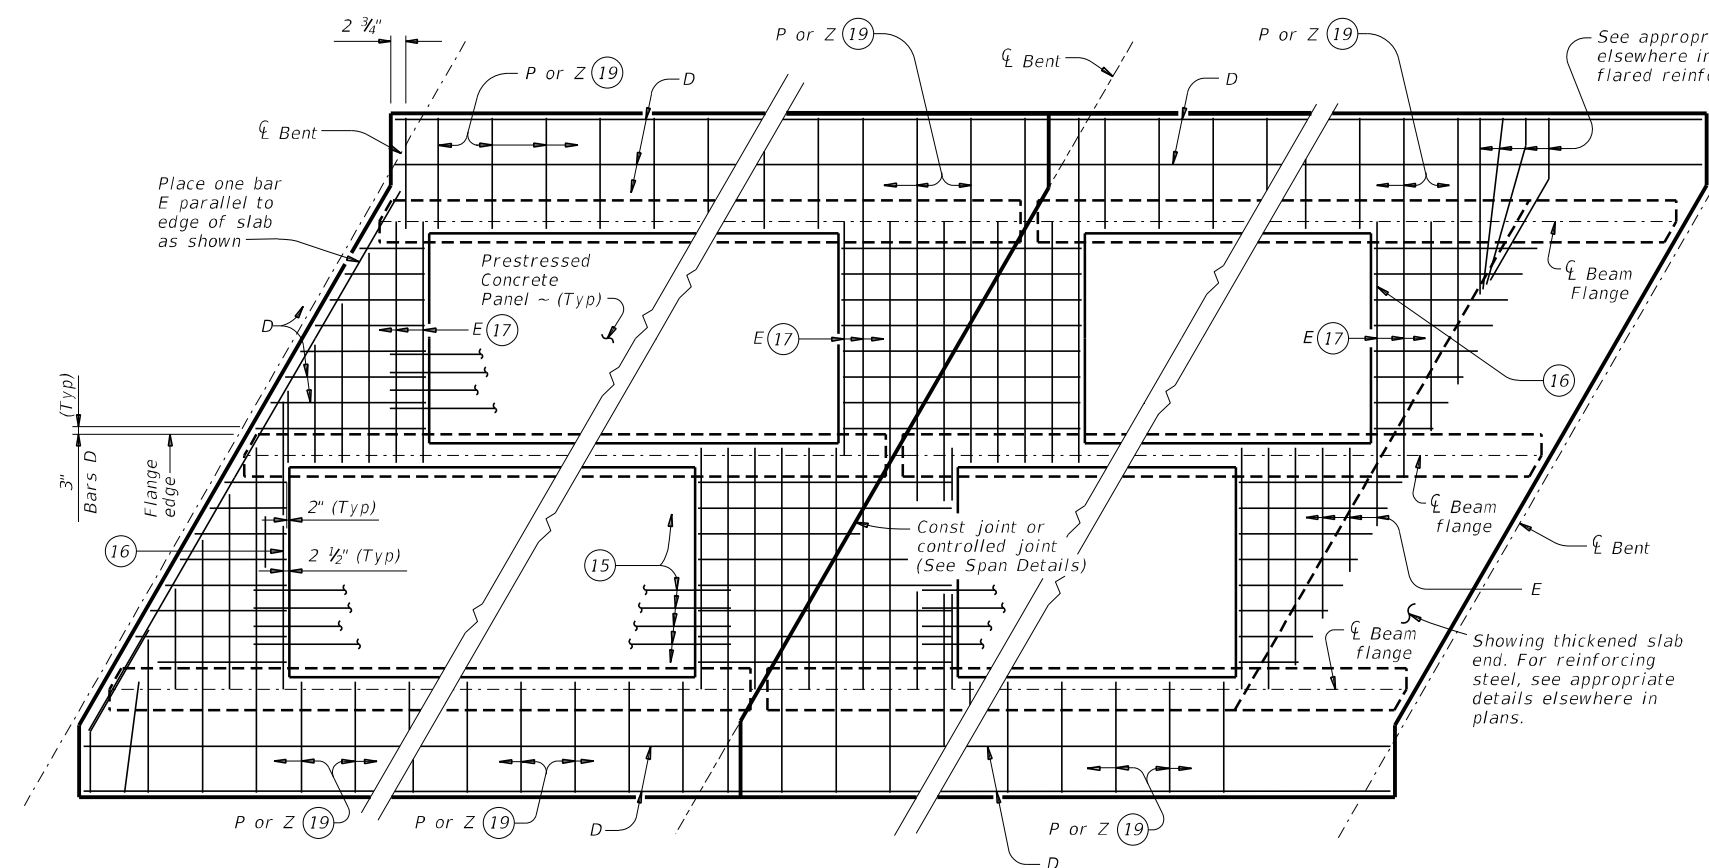 2 ¾"
P or Z 19
D
P or Z 19
℄ Bent
D
P or Z 19
See appropr
elsewhere in
flared reinf
℄ Bent
Place one bar
E parallel to
edge of slab
as shown
Prestressed
Concrete
Panel ~ (Typ)
℄ Beam
Flange
D
E 17
E 17
E 17
16
3" (Typ)
Bars D
Flange
edge
2" (Typ)
2 ½" (Typ)
16
15
Const joint or
controlled joint
(See Span Details)
℄ Beam
flange
℄ Bent
E
℄ Beam
flange
Showing thickened slab
end. For reinforcing
steel, see appropriate
details elsewhere in
plans.
P or Z 19
P or Z 19
D
P or Z 19
D